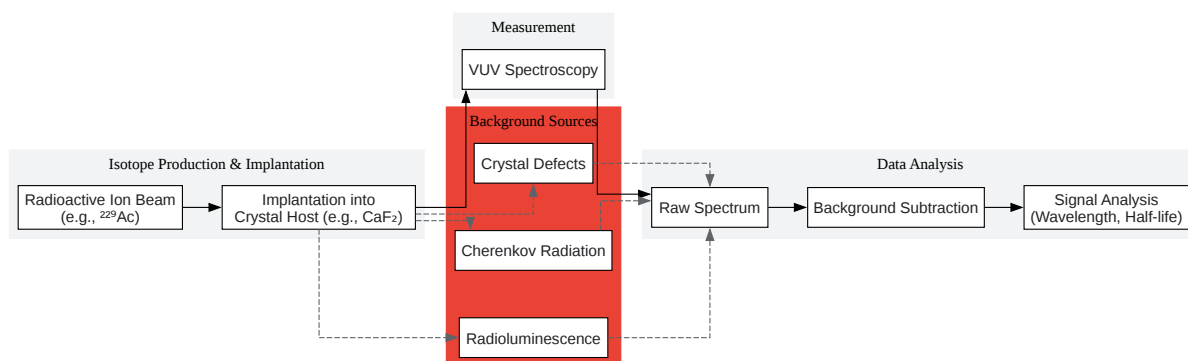 Measurement
VUV Spectroscopy
Background Sources
Crystal Defects
Cherenkov Radiation
Radioluminescence
Isotope Production & Implantation
Radioactive Ion Beam
(e.g., ²²⁹Ac)
Implantation into
Crystal Host (e.g., CaF₂)
Data Analysis
Raw Spectrum
Background Subtraction
Signal Analysis
(Wavelength, Half-life)